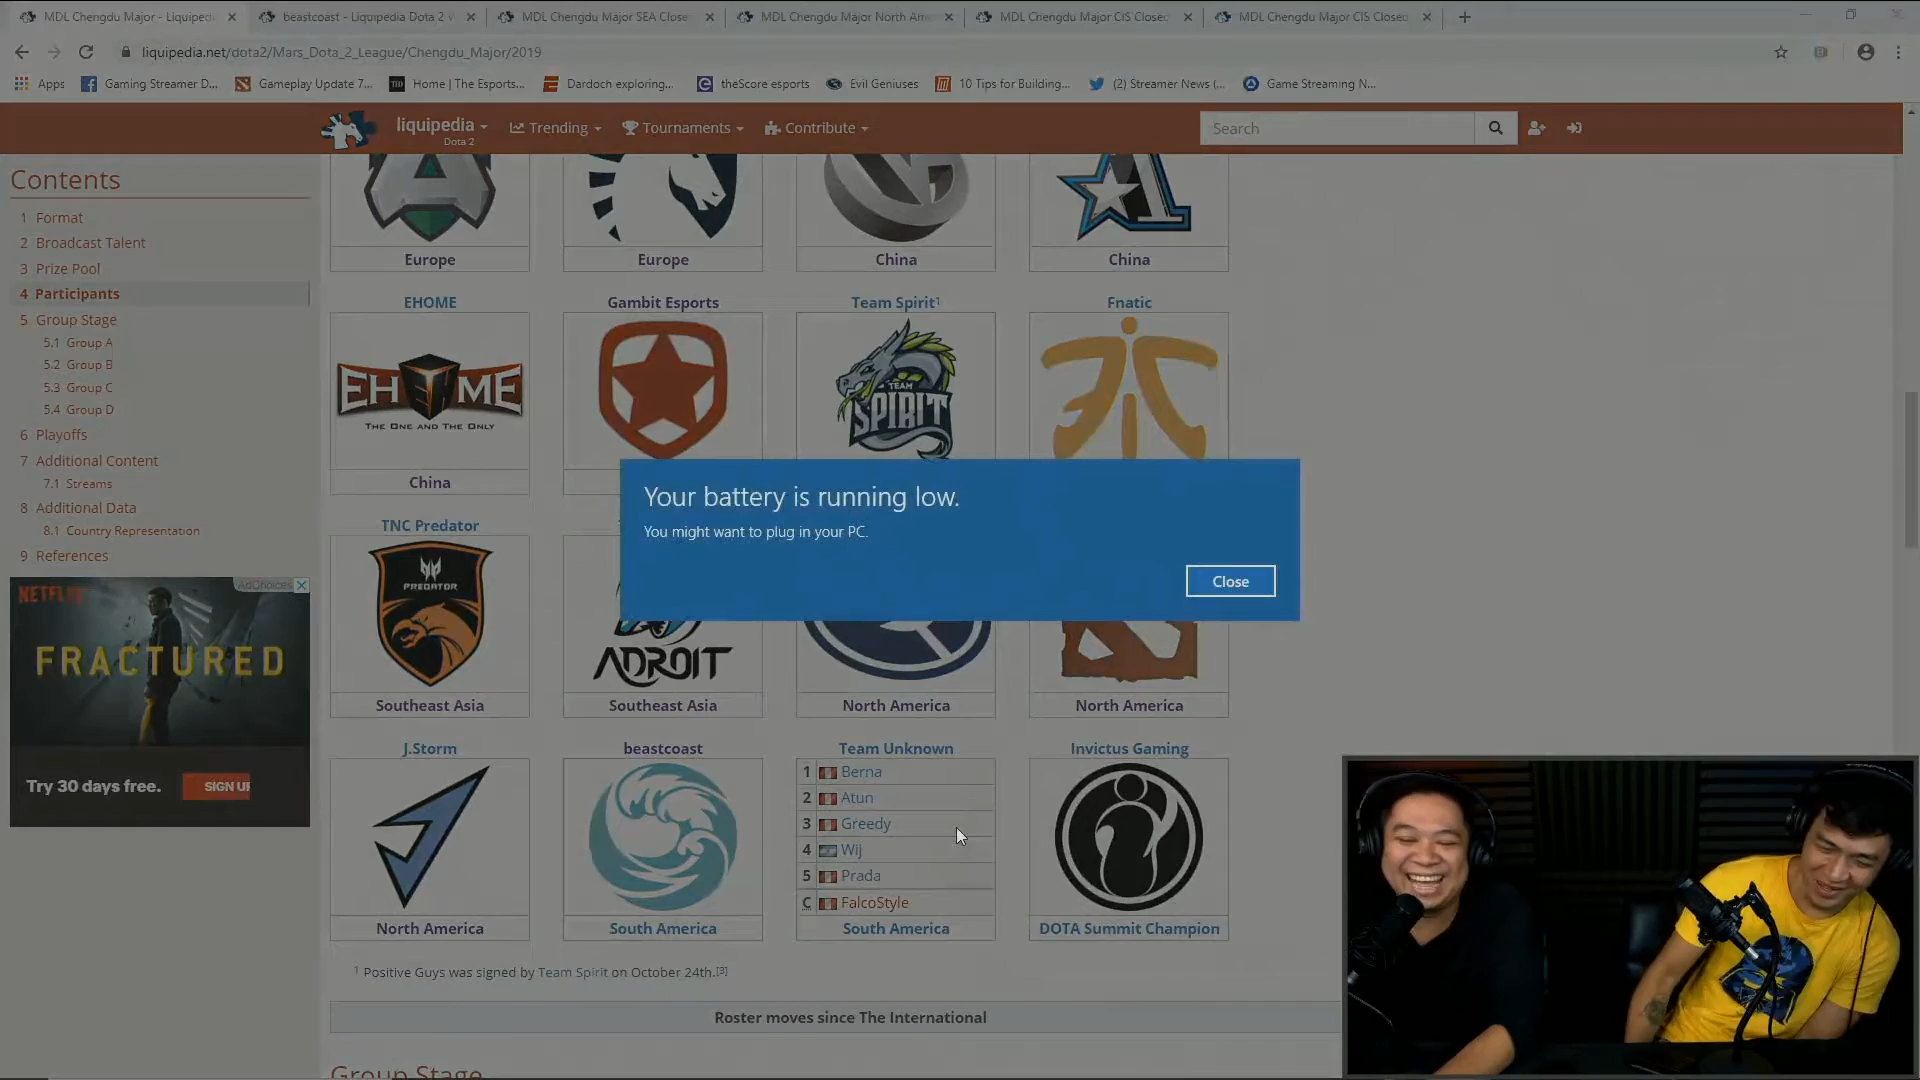 MDL Chengdu Major - Liquiped
beastcoast - Liquipedia Dota 2
MDL Chengdu Major SEA Close
MDL Chengdu Major North Am
MDL Chengdu Major CIS Closed
MDL Chengdu Major CIS Closed
liquipedia.net/dota2/Mars_Dota_2_League/Chengdu_Major/2019
Apps
Gaming Streamer D...
Gameplay Update 7...
Home | The Esports...
Dardoch exploring...
theScore esports
Evil Geniuses
10 Tips for Building...
(2) Streamer News (...
Game Streaming N...
liquipedia
Dota 2
Trending
Tournaments
Contribute
Search
Contents
1 Format
2 Broadcast Talent
3 Prize Pool
4 Participants
5 Group Stage
5.1 Group A
5.2 Group B
5.3 Group C
5.4 Group D
6 Playoffs
7 Additional Content
7.1 Streams
8 Additional Data
8.1 Country Representation
9 References
AdChoices
NETFLIX
FRACTURED
Try 30 days free.
SIGN U
Europe
Europe
China
China
EHOME
Gambit Esports
Team Spirit¹
Fnatic
EHOME
THE ONE AND THE ONLY
TEAM
SPIRIT
China
Your battery is running low.
You might want to plug in your PC.
Close
TNC Predator
PREDATOR
ADROIT
Southeast Asia
Southeast Asia
North America
North America
J.Storm
beastcoast
Team Unknown
Invictus Gaming
1 Berna
2 Atun
3 Greedy
4 Wij
5 Prada
C FalcoStyle
North America
South America
South America
DOTA Summit Champion
¹ Positive Guys was signed by Team Spirit on October 24th.[3]
Roster moves since The International
Group Stage